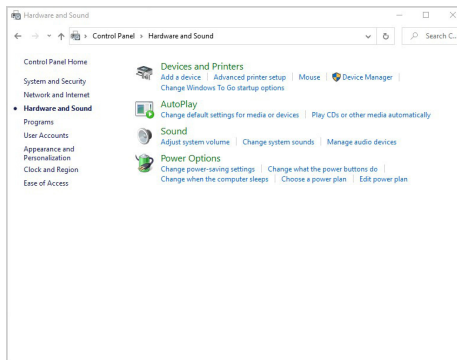 Hardware and Sound
Control Panel > Hardware and Sound
Search C...
Control Panel Home
System and Security
Network and Internet
Hardware and Sound
Programs
User Accounts
Appearance and
Personalization
Clock and Region
Ease of Access
Devices and Printers
Add a device | Advanced printer setup | Mouse | Device Manager |
Change Windows To Go startup options
AutoPlay
Change default settings for media or devices | Play CDs or other media automatically
Sound
Adjust system volume | Change system sounds | Manage audio devices
Power Options
Change power-saving settings | Change what the power buttons do |
Change when the computer sleeps | Choose a power plan | Edit power plan